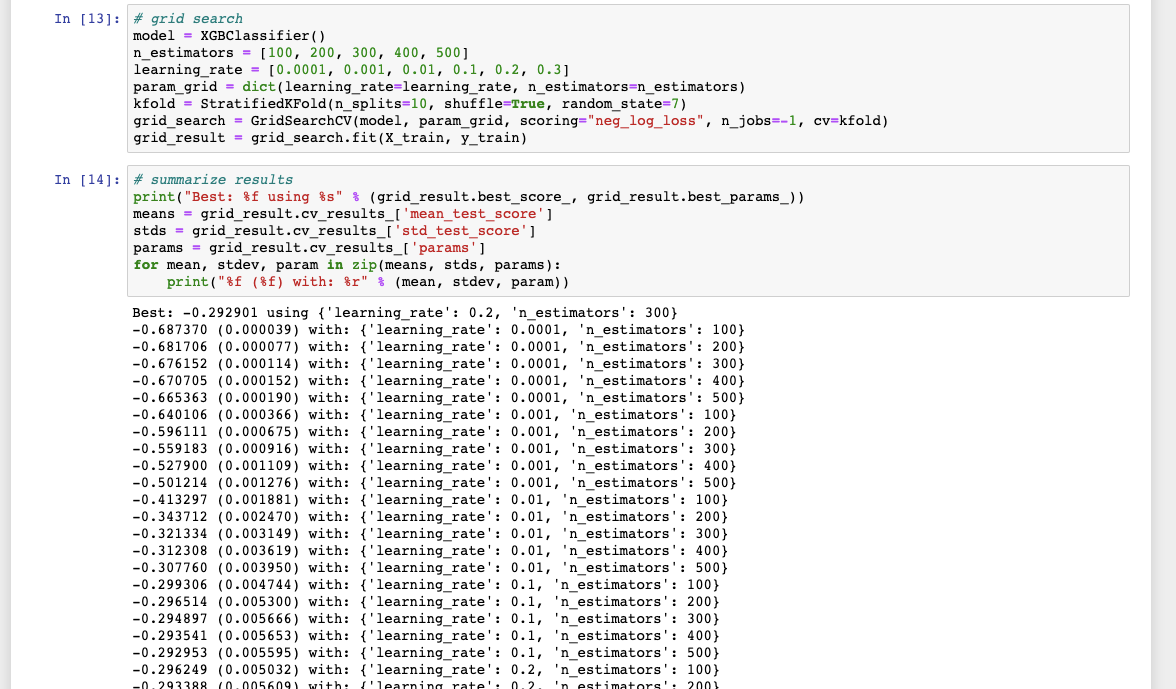 In [13]: # grid search
model = XGBClassifier()
n_estimators = [100, 200, 300, 400, 500]
learning_rate = [0.0001, 0.001, 0.01, 0.1, 0.2, 0.3]
param_grid = dict(learning_rate=learning_rate, n_estimators=n_estimators)
kfold = StratifiedKFold(n_splits=10, shuffle=True, random_state=7)
grid_search = GridSearchCV(model, param_grid, scoring="neg_log_loss", n_jobs=-1, cv=kfold)
grid_result = grid_search.fit(X_train, y_train)
In [14]: # summarize results
print("Best: %f using %s" % (grid_result.best_score_, grid_result.best_params_))
means = grid_result.cv_results_['mean_test_score']
stds = grid_result.cv_results_['std_test_score']
params = grid_result.cv_results_['params']
for mean, stdev, param in zip(means, stds, params):
    print("%f (%f) with: %r" % (mean, stdev, param))
Best: -0.292901 using {'learning_rate': 0.2, 'n_estimators': 300}
-0.687370 (0.000039) with: {'learning_rate': 0.0001, 'n_estimators': 100}
-0.681706 (0.000077) with: {'learning_rate': 0.0001, 'n_estimators': 200}
-0.676152 (0.000114) with: {'learning_rate': 0.0001, 'n_estimators': 300}
-0.670705 (0.000152) with: {'learning_rate': 0.0001, 'n_estimators': 400}
-0.665363 (0.000190) with: {'learning_rate': 0.0001, 'n_estimators': 500}
-0.640106 (0.000366) with: {'learning_rate': 0.001, 'n_estimators': 100}
-0.596111 (0.000675) with: {'learning_rate': 0.001, 'n_estimators': 200}
-0.559183 (0.000916) with: {'learning_rate': 0.001, 'n_estimators': 300}
-0.527900 (0.001109) with: {'learning_rate': 0.001, 'n_estimators': 400}
-0.501214 (0.001276) with: {'learning_rate': 0.001, 'n_estimators': 500}
-0.413297 (0.001881) with: {'learning_rate': 0.01, 'n_estimators': 100}
-0.343712 (0.002470) with: {'learning_rate': 0.01, 'n_estimators': 200}
-0.321334 (0.003149) with: {'learning_rate': 0.01, 'n_estimators': 300}
-0.312308 (0.003619) with: {'learning_rate': 0.01, 'n_estimators': 400}
-0.307760 (0.003950) with: {'learning_rate': 0.01, 'n_estimators': 500}
-0.299306 (0.004744) with: {'learning_rate': 0.1, 'n_estimators': 100}
-0.296514 (0.005300) with: {'learning_rate': 0.1, 'n_estimators': 200}
-0.294897 (0.005666) with: {'learning_rate': 0.1, 'n_estimators': 300}
-0.293541 (0.005653) with: {'learning_rate': 0.1, 'n_estimators': 400}
-0.292953 (0.005595) with: {'learning_rate': 0.1, 'n_estimators': 500}
-0.296249 (0.005032) with: {'learning_rate': 0.2, 'n_estimators': 100}
-0.293388 (0.005609) with: {'learning_rate': 0.2, 'n_estimators': 200}